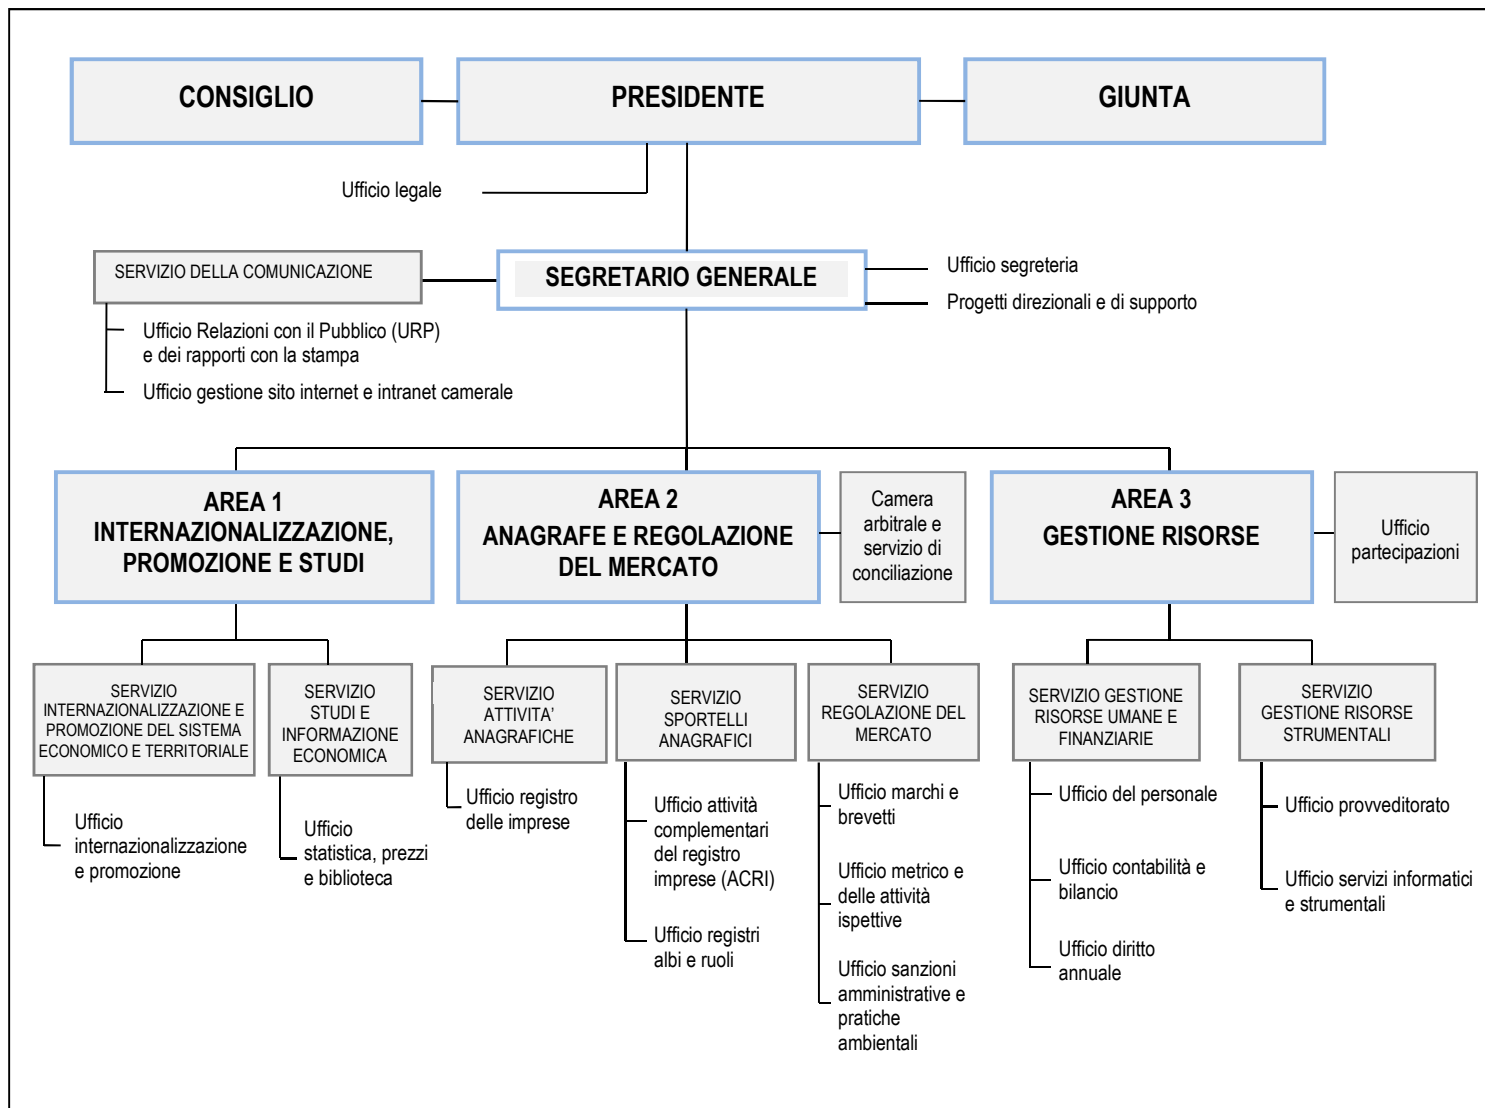 CONSIGLIO
PRESIDENTE
GIUNTA
Ufficio legale
SERVIZIO DELLA COMUNICAZIONE
SEGRETARIO GENERALE
Ufficio segreteria
Progetti direzionali e di supporto
Ufficio Relazioni con il Pubblico (URP)
e dei rapporti con la stampa
Ufficio gestione sito internet e intranet camerale
AREA 1
INTERNAZIONALIZZAZIONE,
PROMOZIONE E STUDI
AREA 2
ANAGRAFE E REGOLAZIONE
DEL MERCATO
Camera
arbitrale e
servizio di
conciliazione
AREA 3
GESTIONE RISORSE
Ufficio
partecipazioni
SERVIZIO
INTERNAZIONALIZZAZIONE E
PROMOZIONE DEL SISTEMA
ECONOMICO E TERRITORIALE
SERVIZIO
STUDI E
INFORMAZIONE
ECONOMICA
SERVIZIO
ATTIVITA’
ANAGRAFICHE
SERVIZIO
SPORTELLI
ANAGRAFICI
SERVIZIO
REGOLAZIONE DEL
MERCATO
SERVIZIO GESTIONE
RISORSE UMANE E
FINANZIARIE
SERVIZIO
GESTIONE RISORSE
STRUMENTALI
Ufficio
internazionalizzazione
e promozione
Ufficio
statistica, prezzi
e biblioteca
Ufficio registro
delle imprese
Ufficio attività
complementari
del registro
imprese (ACRI)
Ufficio registri
albi e ruoli
Ufficio marchi e
brevetti
Ufficio metrico e
delle attività
ispettive
Ufficio sanzioni
amministrative e
pratiche
ambientali
Ufficio del personale
Ufficio contabilità e
bilancio
Ufficio diritto
annuale
Ufficio provveditorato
Ufficio servizi informatici
e strumentali